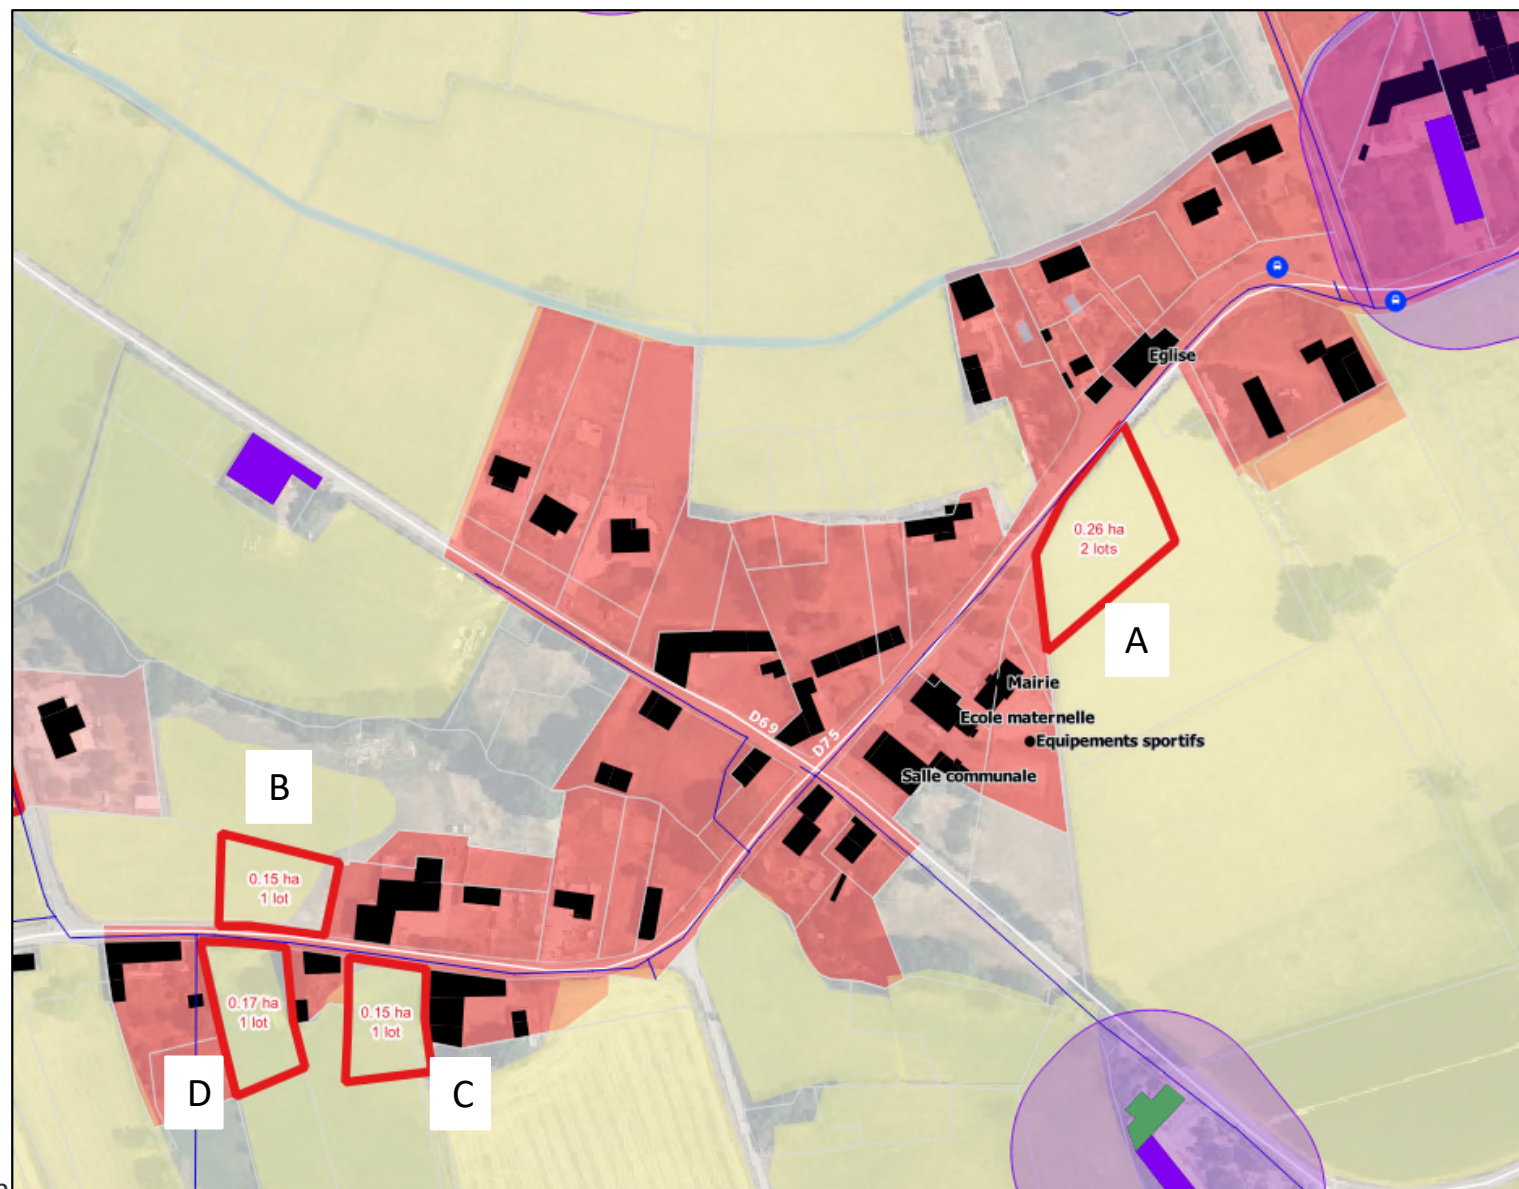 Eglise
0.26 ha
2 lots
A
Mairie
D69
D75
Ecole maternelle
Equipements sportifs
Salle communale
B
0.15 ha
1 lot
0.17 ha
1 lot
0.15 ha
1 lot
D
C